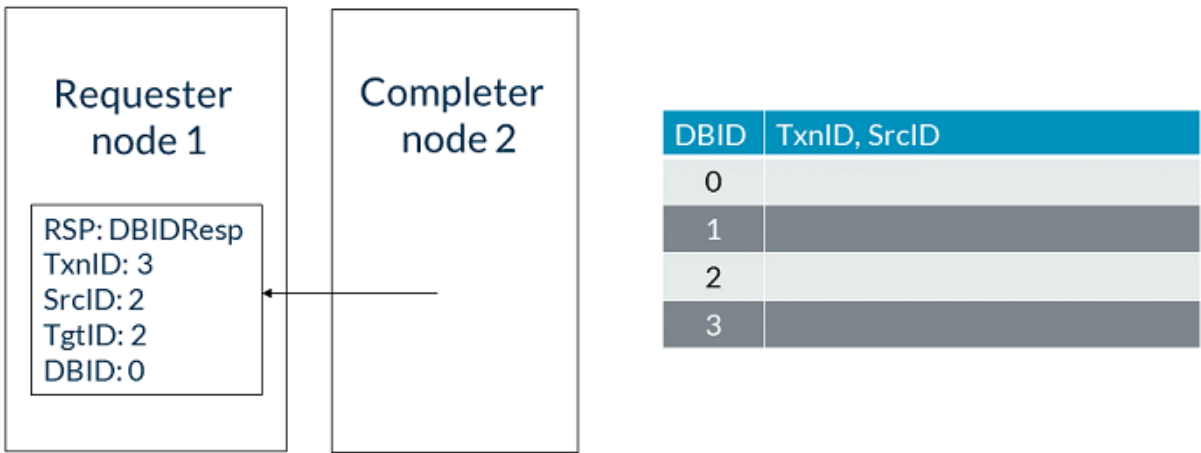 Requester
node 1
RSP: DBIDResp
TxnID: 3
SrcID: 2
TgtID: 2
DBID: 0
Completer
node 2
DBID TxnID, SrcID
0
1
2
3